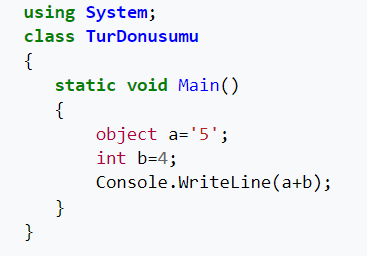 using System;
class TurDonusumu
{
    static void Main()
    {
        object a='5';
        int b=4;
        Console.WriteLine(a+b);
    }
}